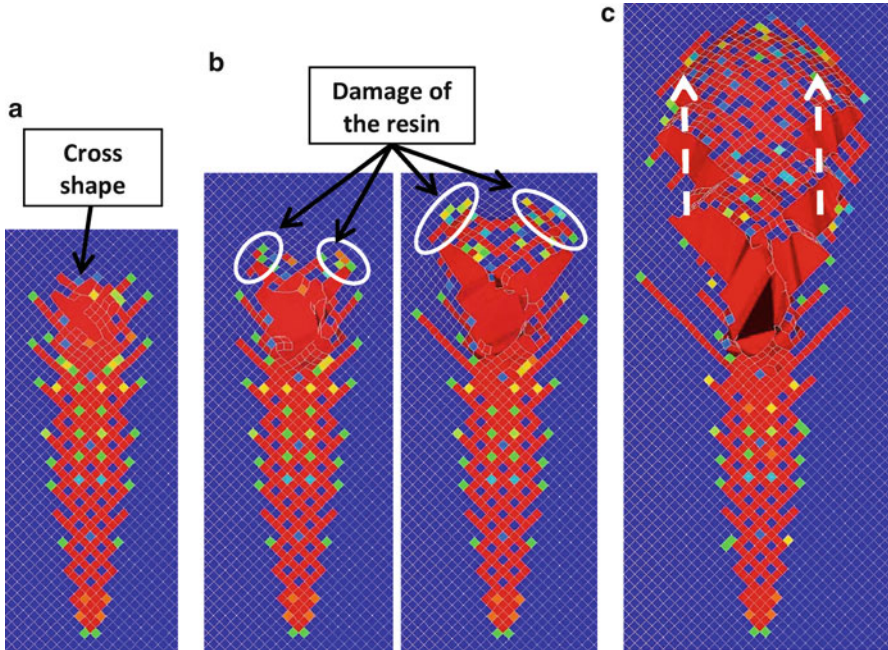 a
Cross
shape
b
Damage of
the resin
c